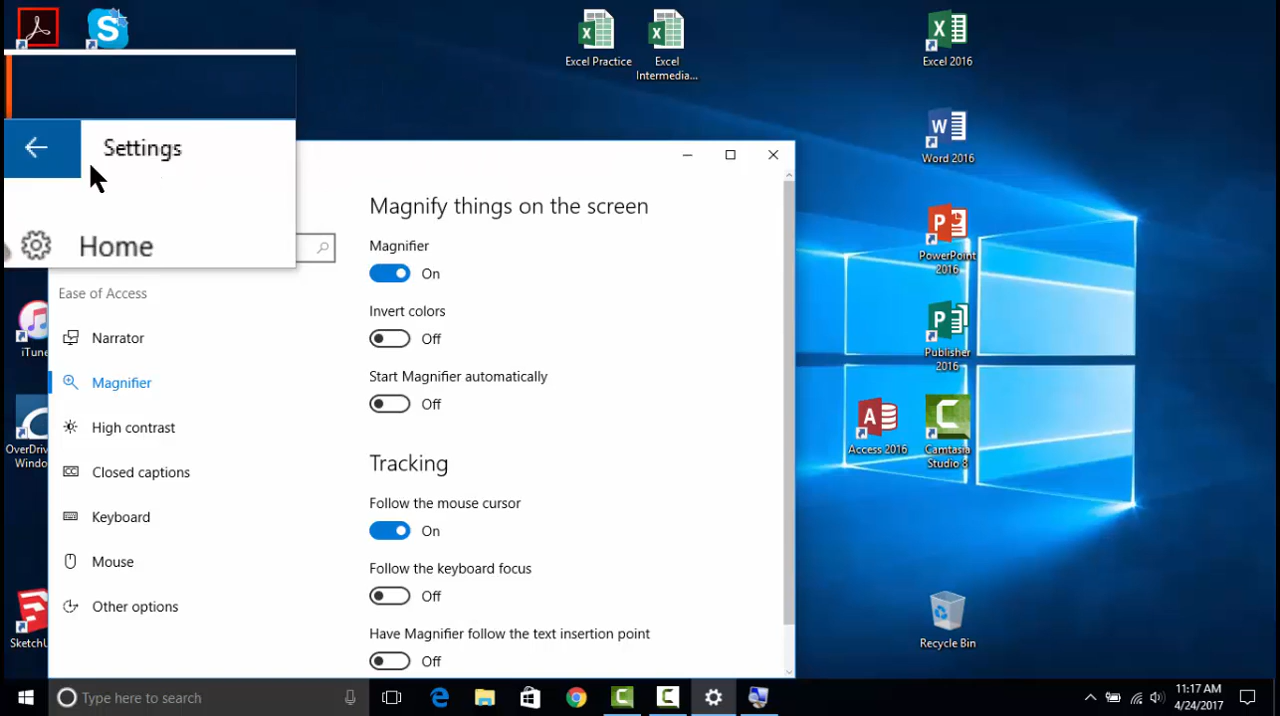 Excel Practice
Excel
Intermedia...
Excel 2016
Settings
Home
Word 2016
Magnify things on the screen
Magnifier
On
PowerPoint
2016
Ease of Access
Invert colors
Off
Narrator
iTune
Publisher
2016
Magnifier
Start Magnifier automatically
Off
High contrast
OverDriv
Windo
Access 2016
Camtasia
Studio 8
Tracking
Closed captions
Follow the mouse cursor
On
Keyboard
Mouse
Follow the keyboard focus
Off
Other options
Have Magnifier follow the text insertion point
Off
SketchU
Recycle Bin
Type here to search
11:17 AM
4/24/2017